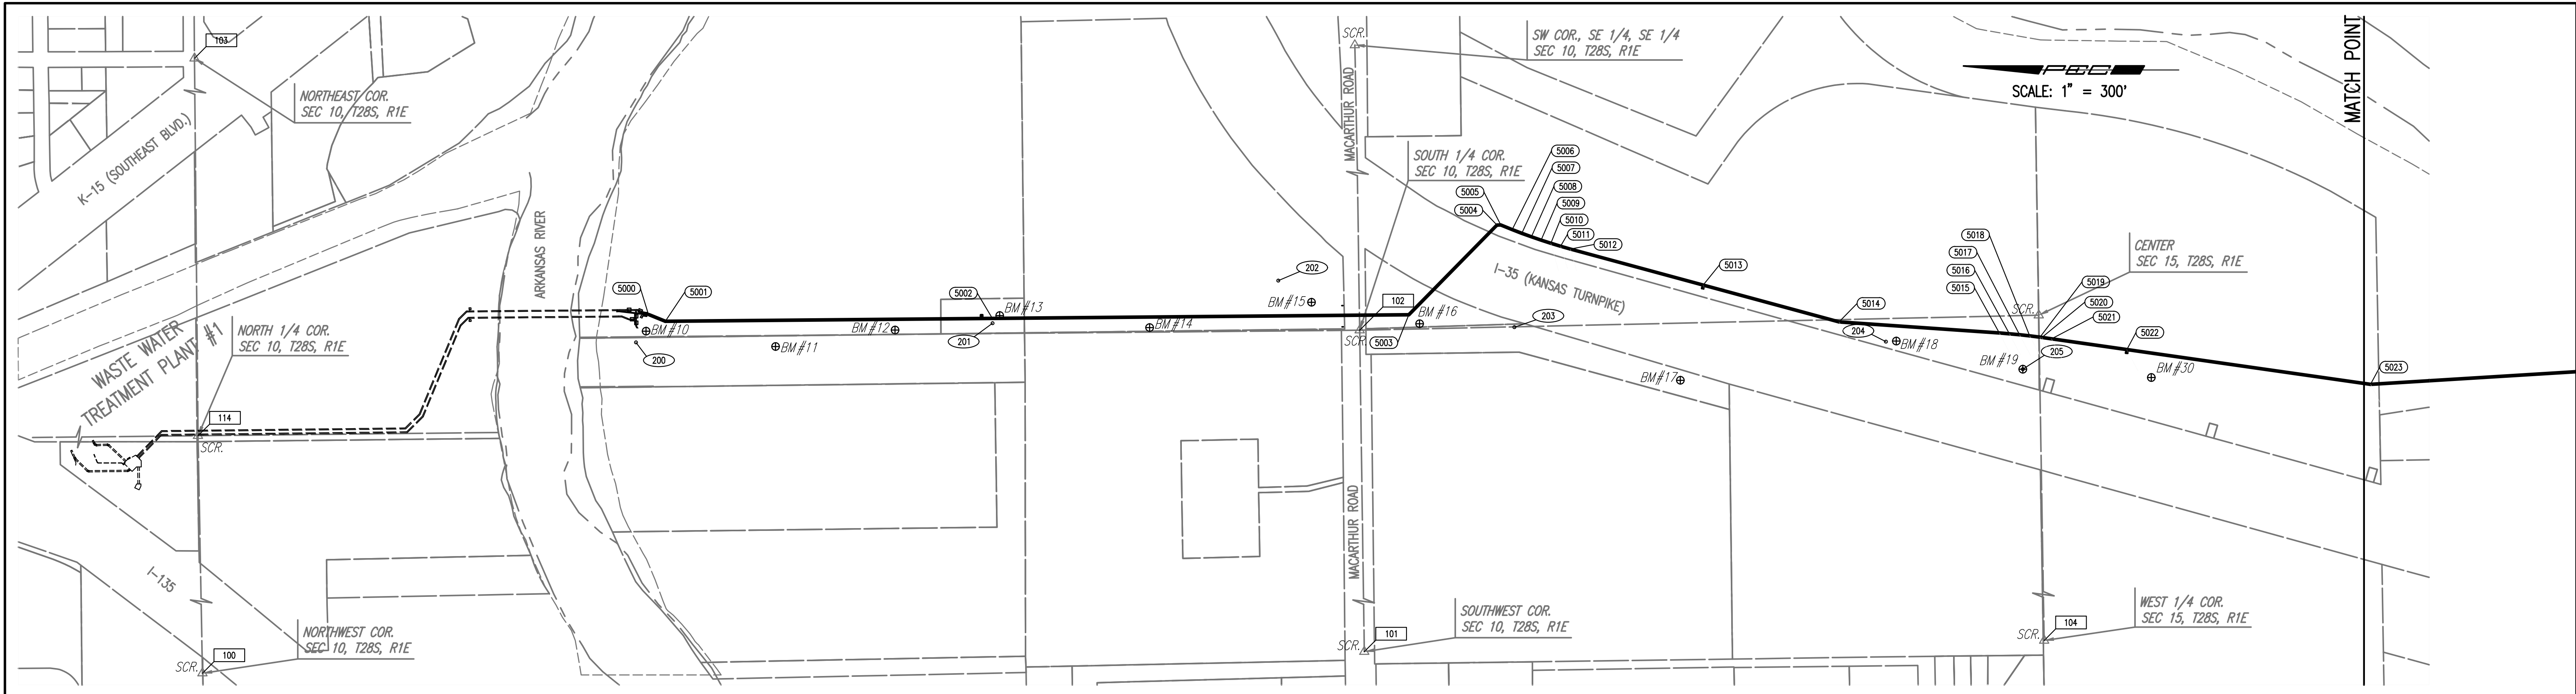 103
NORTHEAST COR.
SEC 10, T28S, R1E
K-15 (SOUTHEAST BLVD.)
WASTE WATER
TREATMENT PLANT #1
NORTH 1/4 COR.
SEC 10, T28S, R1E
114
SCR.
I-135
NORTHWEST COR.
SEC 10, T28S, R1E
100
SCR.
ARKANSAS RIVER
5000
5001
BM #10
200
BM #11
BM #12
5002
BM #13
201
BM #14
202
BM #15
SCR.
MACARTHUR ROAD
SW COR., SE 1/4, SE 1/4
SEC 10, T28S, R1E
SOUTH 1/4 COR.
SEC 10, T28S, R1E
102
SCR.
BM #16
5003
MACARTHUR ROAD
SCR.
101
SOUTHWEST COR.
SEC 10, T28S, R1E
5004
5005
5006
5007
5008
5009
5010
5011
5012
I-35 (KANSAS TURNPIKE)
203
BM #17
5013
5014
204
BM #18
5015
5016
5017
5018
SCR.
5019
5020
5021
5022
CENTER
SEC 15, T28S, R1E
BM #19
205
BM #30
5023
PEC
SCALE: 1" = 300'
MATCH POINT
WEST 1/4 COR.
SEC 15, T28S, R1E
104
SCR.